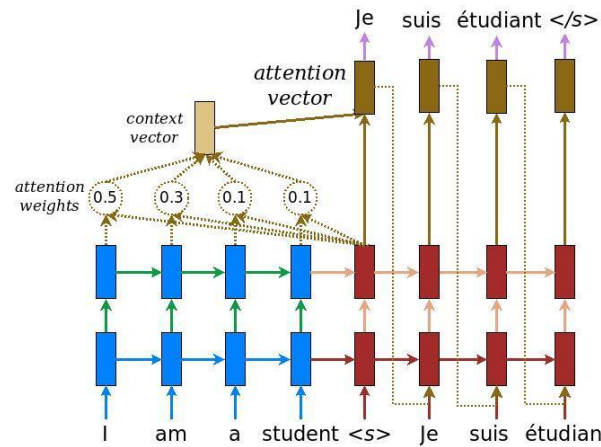 Je suis étudiant </s>
attention
vector
context
vector
attention
weights
0.5 0.3 0.1 0.1
I am a student <s> Je suis étudian